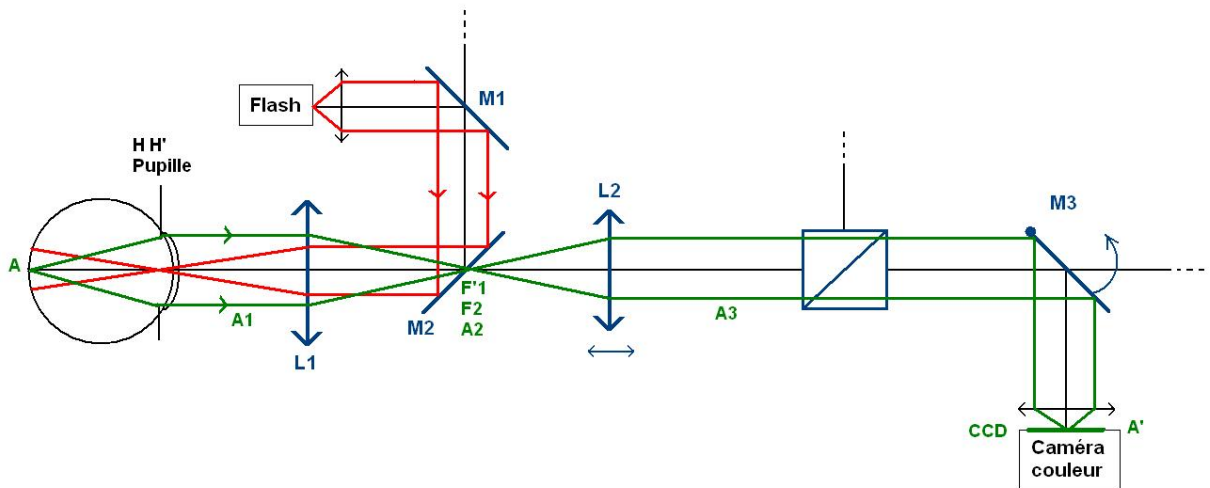 Flash
M1
H H'
Pupille
L2
M3
A
F'1
F2
A2
A1
M2
A3
L1
CCD
A'
Caméra
couleur